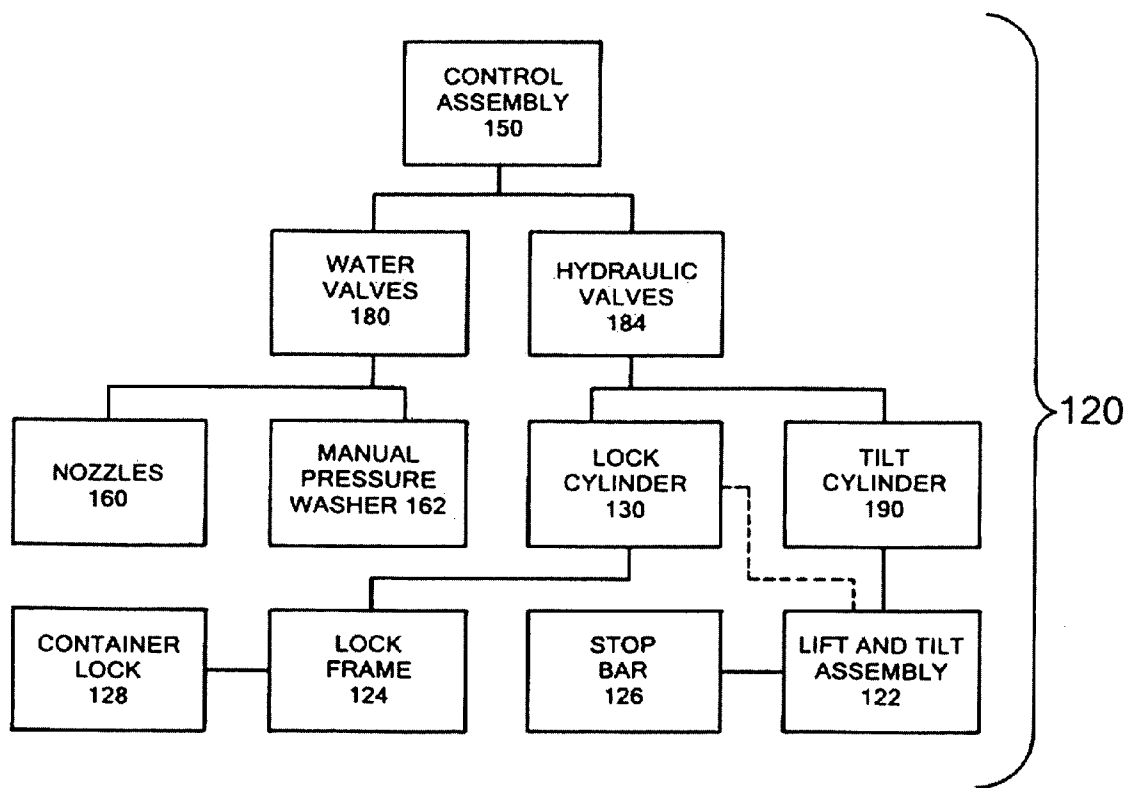 CONTROL
ASSEMBLY
150
WATER
VALVES
180
HYDRAULIC
VALVES
184
NOZZLES
160
MANUAL
PRESSURE
WASHER 162
LOCK
CYLINDER
130
TILT
CYLINDER
190
120
CONTAINER
LOCK
128
LOCK
FRAME
124
STOP
BAR
126
LIFT AND TILT
ASSEMBLY
122